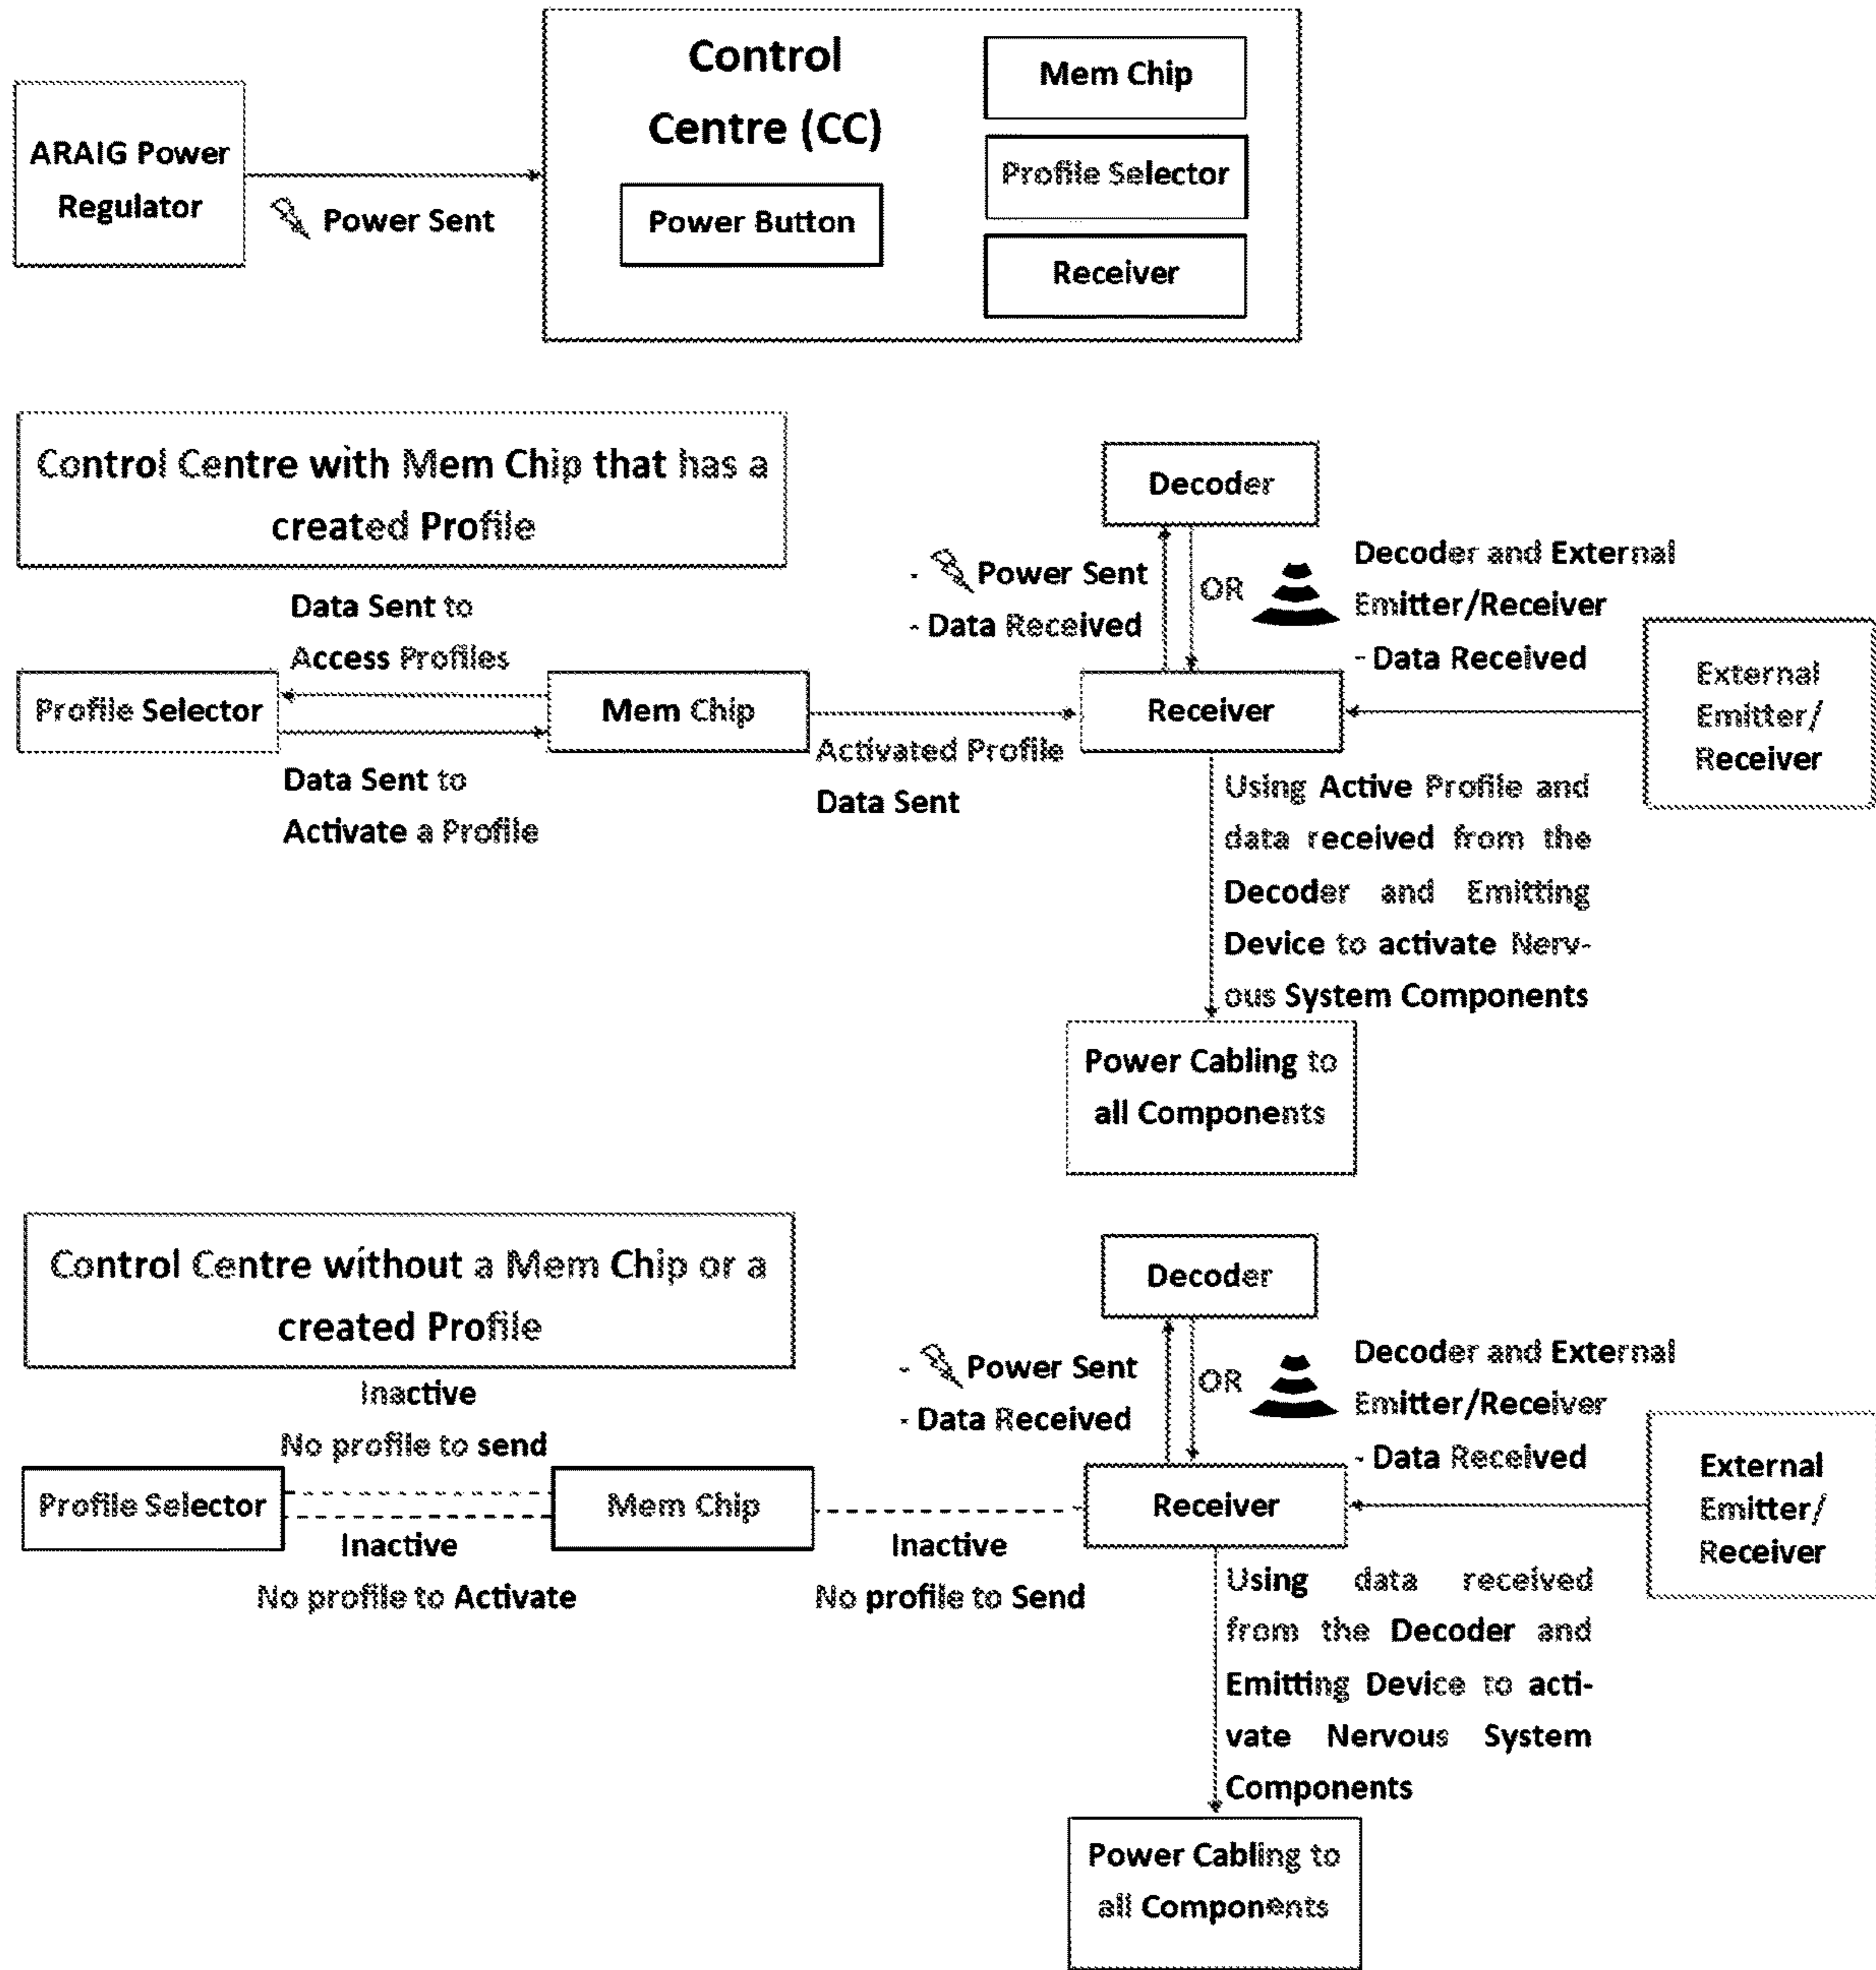 Control
Centre (CC)
Mem Chip
ARAIG Power
Regulator
Profile Selector
Power Sent
Power Button
Receiver
Control Centre with Mem Chip that has a
created Profile
Decoder
- Power Sent
- Data Received
OR
Decoder and External
Emitter/Receiver
- Data Received
Data Sent to
Access Profiles
Profile Selector
Mem Chip
Receiver
External
Emitter/
Receiver
Data Sent to
Activate a Profile
Activated Profile
Data Sent
Using Active Profile and
data received from the
Decoder and Emitting
Device to activate Nerv-
ous System Components
Power Cabling to
all Components
Control Centre without a Mem Chip or a
created Profile
Decoder
- Power Sent
- Data Received
OR
Decoder and External
Emitter/Receiver
- Data Received
Inactive
No profile to send
Profile Selector
Mem Chip
Receiver
External
Emitter/
Receiver
Inactive
No profile to Activate
Inactive
No profile to Send
Using data received
from the Decoder and
Emitting Device to acti-
vate Nervous System
Components
Power Cabling to
all Components